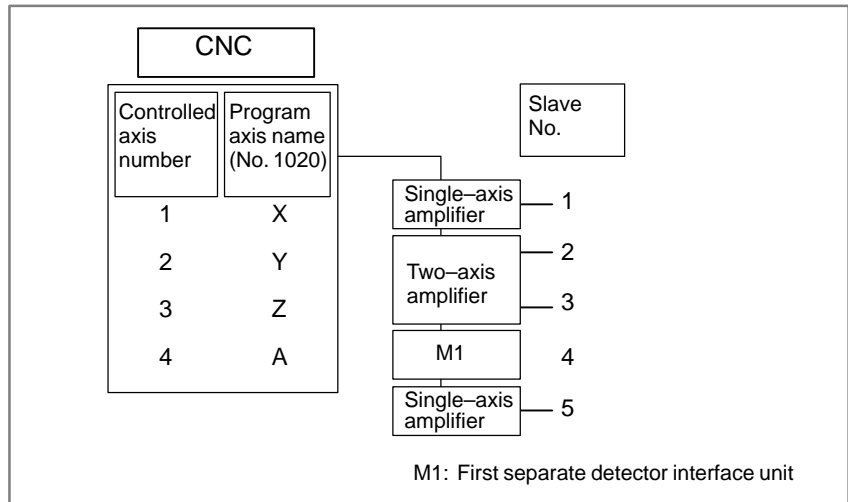 CNC
Controlled
axis
number
Program
axis name
(No. 1020)
Slave
No.
1 X
2 Y
3 Z
4 A
Single–axis
amplifier
1
Two–axis
amplifier
2
3
M1
4
Single–axis
amplifier
5
M1: First separate detector interface unit